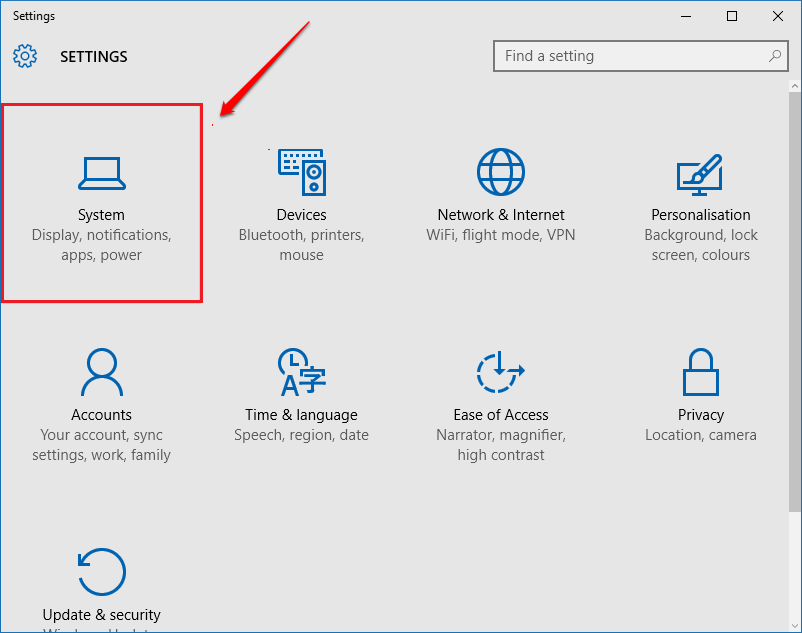 Settings
SETTINGS
Find a setting
System
Display, notifications,
apps, power
Devices
Bluetooth, printers,
mouse
Network & Internet
WiFi, flight mode, VPN
Personalisation
Background, lock
screen, colours
Accounts
Your account, sync
settings, work, family
Time & language
Speech, region, date
Ease of Access
Narrator, magnifier,
high contrast
Privacy
Location, camera
Update & security